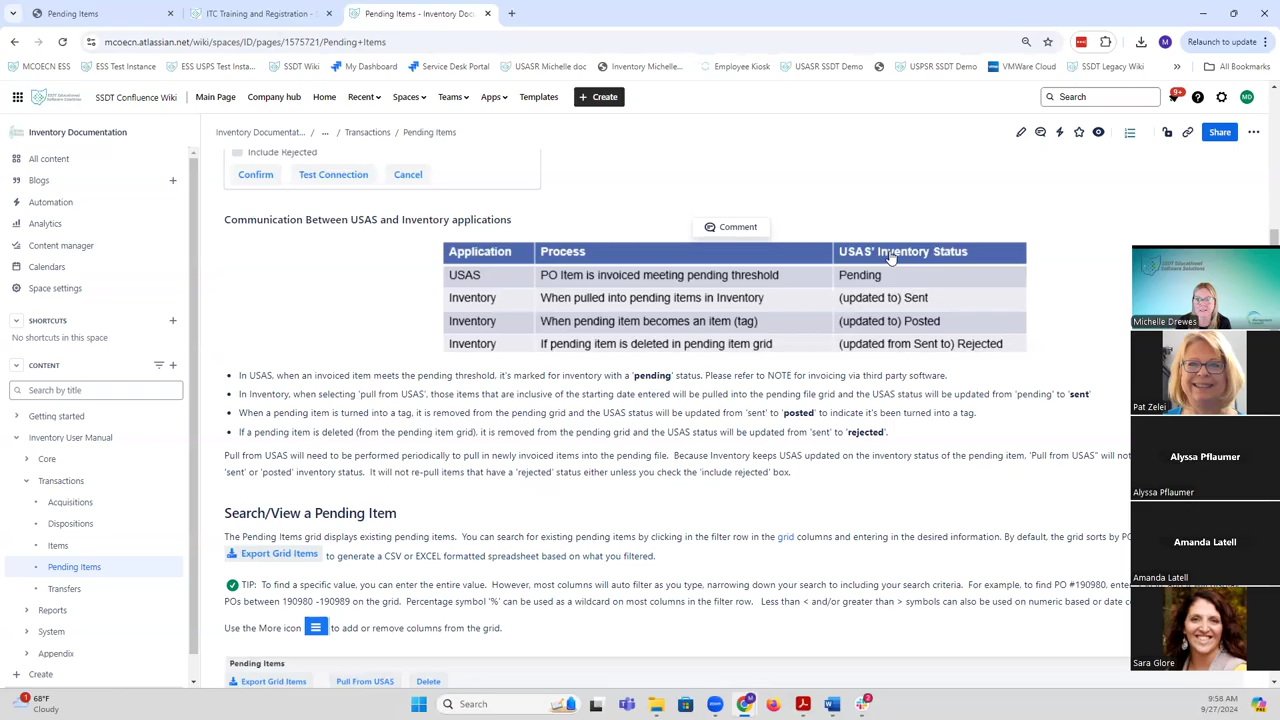 Pending Items
ITC Training and Registration -
Pending Items - Inventory Docu
mcoecn.atlassian.net/wiki/spaces/ID/pages/1575721/Pending+Items
Relaunch to update
MCOECN ESS
ESS Test Instance
ESS USPS Test Insta...
SSDT Wiki
My Dashboard
Service Desk Portal
USASR Michelle doc
Inventory Michelle...
Employee Kiosk
USASR SSDT Demo
USPSR SSDT Demo
VMWare Cloud
SSDT Legacy Wiki
All Bookmarks
SSDT Confluence Wiki
Main Page
Company hub
Home
Recent
Spaces
Teams
Apps
Templates
Create
Search
9+
MD
Inventory Documentation
Inventory Documentat... / ... / Transactions / Pending Items
Share
All content
Blogs
Automation
Analytics
Content manager
Calendars
Space settings
SHORTCUTS
No shortcuts in this space
CONTENT
Search by title
Getting started
Inventory User Manual
Core
Transactions
Acquisitions
Dispositions
Items
Pending Items
Transfers
Reports
System
Appendix
Create
Include Rejected
Confirm
Test Connection
Cancel
Communication Between USAS and Inventory applications
Comment
Application Process USAS' Inventory Status
USAS PO Item is invoiced meeting pending threshold Pending
Inventory When pulled into pending items in Inventory (updated to) Sent
Inventory When pending item becomes an item (tag) (updated to) Posted
Inventory If pending item is deleted in pending item grid (updated from Sent to) Rejected
In USAS, when an invoiced item meets the pending threshold, it's marked for inventory with a 'pending' status. Please refer to NOTE for invoicing via third party software.
In Inventory, when selecting 'pull from USAS', those items that are inclusive of the starting date entered will be pulled into the pending file grid and the USAS status will be updated from 'pending' to 'sent'
When a pending item is turned into a tag, it is removed from the pending grid and the USAS status will be updated from 'sent' to 'posted' to indicate it's been turned into a tag.
If a pending item is deleted (from the pending item grid), it is removed from the pending grid and the USAS status will be updated from 'sent' to 'rejected'.
Pull from USAS will need to be performed periodically to pull in newly invoiced items into the pending file. Because Inventory keeps USAS updated on the inventory status of the pending item, 'Pull from USAS" will not
'sent' or 'posted' inventory status. It will not re-pull items that have a 'rejected' status either unless you check the 'include rejected' box.
Search/View a Pending Item
The Pending Items grid displays existing pending items. You can search for existing pending items by clicking in the filter row in the grid columns and entering in the desired information. By default, the grid sorts by PO
Export Grid Items to generate a CSV or EXCEL formatted spreadsheet based on what you filtered.
TIP: To find a specific value, you can enter the entire value. However, most columns will auto filter as you type, narrowing down your search to including your search criteria. For example, to find PO #190980, enter
POs between 190980 -190989 on the grid. Percentage symbol '%' can be used as a wildcard on most columns in the filter row. Less than < and/or greater than > symbols can also be used on numeric based or date
Use the More icon to add or remove columns from the grid.
Pending Items
Export Grid Items
Pull From USAS
Delete
Michelle Drewes
Pat Zelei
Alyssa Pflaumer
Alyssa Pflaumer
Amanda Latell
Amanda Latell
Sara Glore
68°F
Cloudy
Search
9:58 AM
9/27/2024